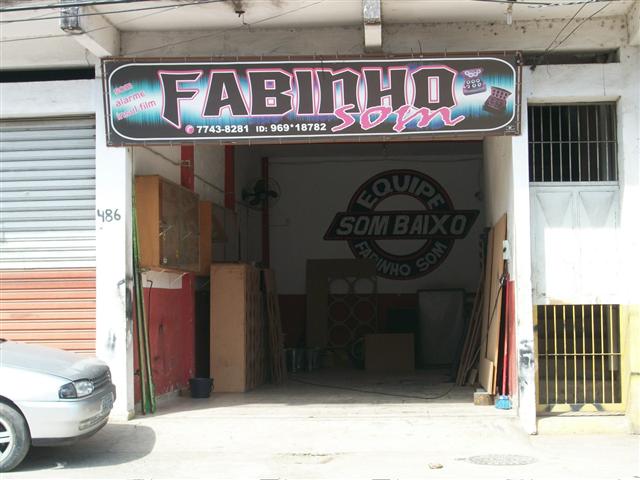 som
alarme
insul.film
FABINHO
som
7743-8281 ID: 969*18782
486
EQUIPE
SOM BAIXO
FABINHO SOM